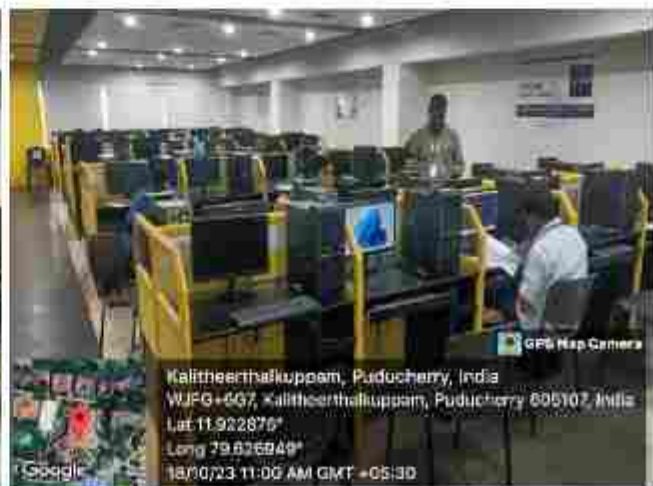 GPS Map Camera
Kalitheerthalkuppam, Puducherry, India
WJFG+6G7, Kalitheerthalkuppam, Puducherry 605107, India
Lat 11.922876°
Long 79.626949°
18/10/23 11:00 AM GMT +05:30
Google